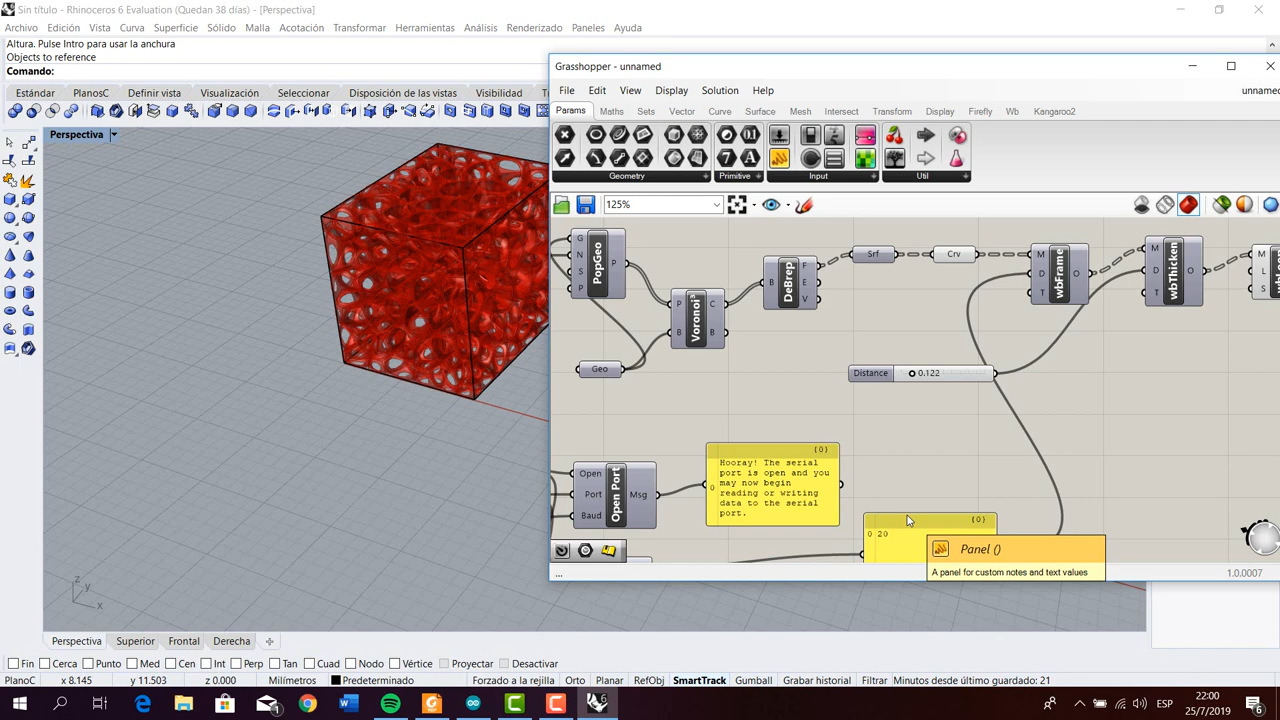 Sin título - Rhinoceros 6 Evaluation (Quedan 38 días) - [Perspectiva]
Archivo Edición Vista Curva Superficie Sólido Malla Acotación Transformar Herramientas Análisis Renderizado Paneles Ayuda
Altura. Pulse Intro para usar la anchura
Objects to reference
Comando:
Estándar PlanosC Definir vista Visualización Seleccionar Disposición de las vistas Visibilidad
Perspectiva
Grasshopper - unnamed
File Edit View Display Solution Help
unnamed
Params Maths Sets Vector Curve Surface Mesh Intersect Transform Display Firefly Wb Kangaroo2
Geometry Primitive Input Util
125%
G
N
S
P
PopGeo
P
Geo
P
B
Voronoi³
C
B
B
DeBrep
F
E
V
Srf
Crv
M
D
T
wbFrame
O
M
D
T
wbThicken
O
M
L
S
Distance 0.122
Open
Port
Baud
Open Port
Msg
{0}
0 Hooray! The serial
port is open and you
may now begin
reading or writing
data to the serial
port.
{0}
0 20
Panel ()
A panel for custom notes and text values
...
1.0.0007
z
y
x
Perspectiva Superior Frontal Derecha
Fin Cerca Punto Med Cen Int Perp Tan Cuad Nodo Vértice Proyectar Desactivar
PlanoC x 8.145 y 11.503 z 0.000 Milímetros Predeterminado Forzado a la rejilla Orto Planar RefObj SmartTrack Gumball Grabar historial Filtrar Minutos desde último guardado: 21
ESP
22:00
25/7/2019
6